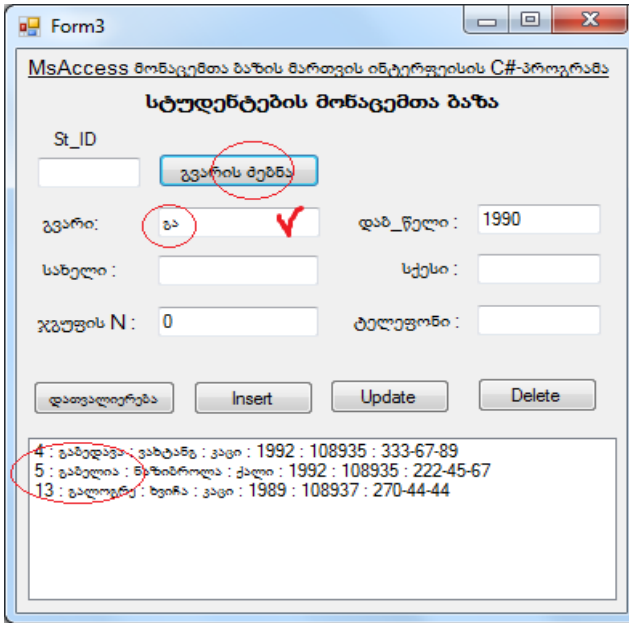 Form3
MsAccess მონაცემთა ბაზის მართვის ინტერფეისის C#-პროგრამა
სტუდენტების მონაცემთა ბაზა
St_ID
გვარის ძებნა
გვარი: გა დაბ_წელი : 1990
სახელი : სქესი :
ჯგუფის N : 0 ტელეფონი :
დათვალიერება Insert Update Delete
4 : გაბედავა : ვახტანგ : კაცი : 1992 : 108935 : 333-67-89
5 : გაბელია : ნაზიბროლა : ქალი : 1992 : 108935 : 222-45-67
13 : გალოგრე : ხვიჩა : კაცი : 1989 : 108937 : 270-44-44